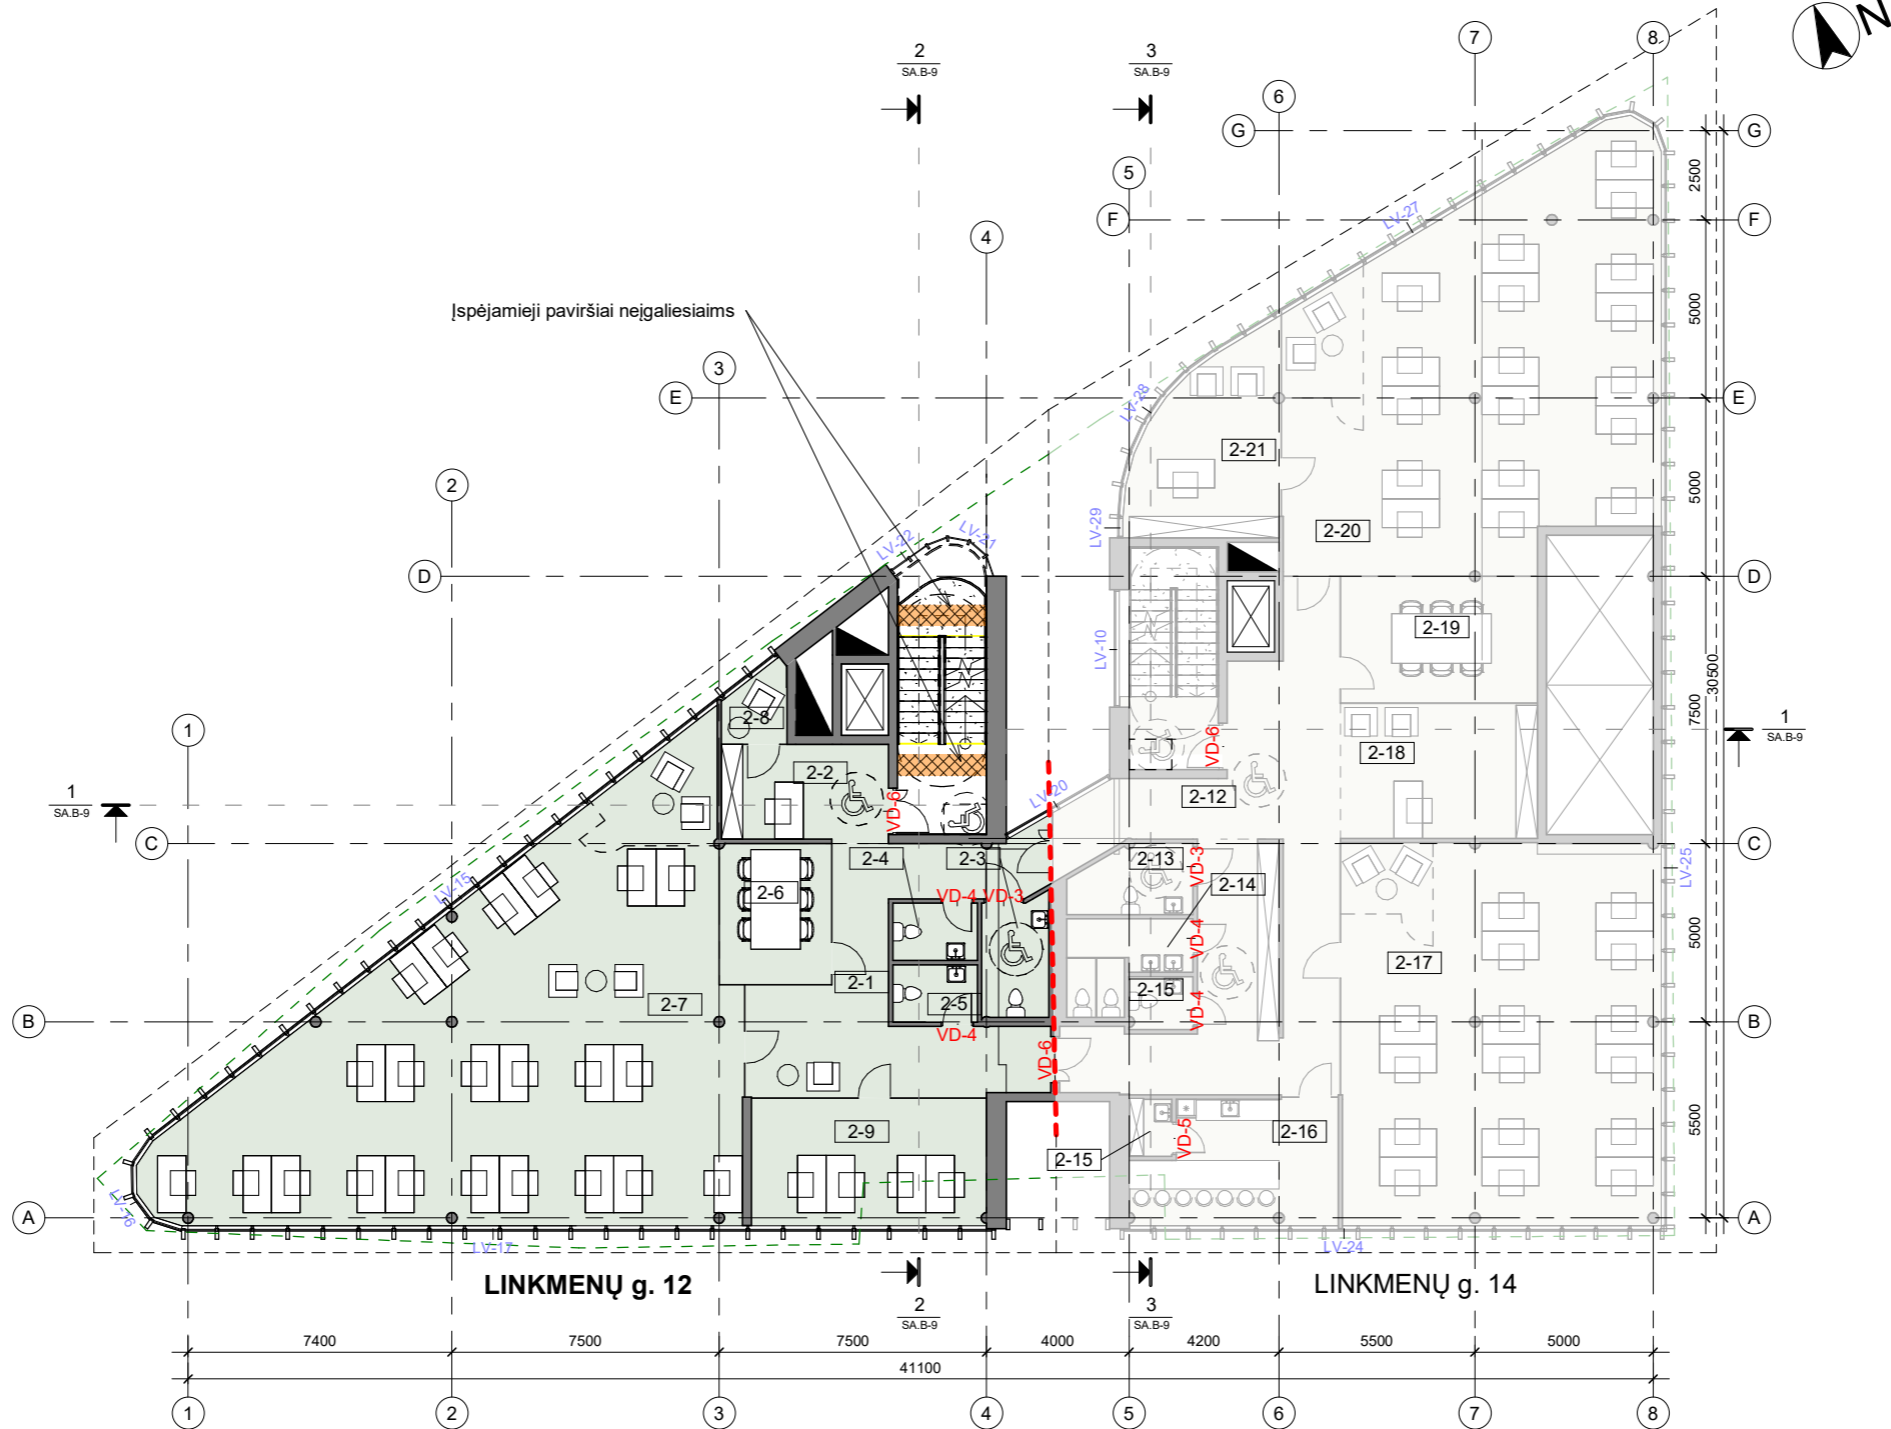 N
2
SA.B-9
3
SA.B-9
7
8
6
G
G
5
F
F
LV-27
4
Įspėjamieji paviršiai neįgaliesiaims
3
E
E
LV-28
2
2-21
LV-29
2-20
LV-22
LV-21
D
D
2500
5000
5000
7500
30500
5000
5500
2-19
LV-10
1
2-8
2-18
VD-6
1
SA.B-9
2-2
2-12
1
SA.B-9
VD-6
LV-20
C
C
2-4
2-3
2-13
VD-3
2-14
LV-25
LV-15
2-6
VD-4
VD-3
VD-4
2-17
2-1
2-15
2-7
2-5
VD-4
B
B
VD-4
VD-6
2-9
VD-5
2-16
2-15
LV-16
A
A
LV-17
LV-24
LINKMENŲ g. 12
LINKMENŲ g. 14
2
SA.B-9
3
SA.B-9
7400
7500
7500
4000
4200
5500
5000
41100
1
2
3
4
5
6
7
8